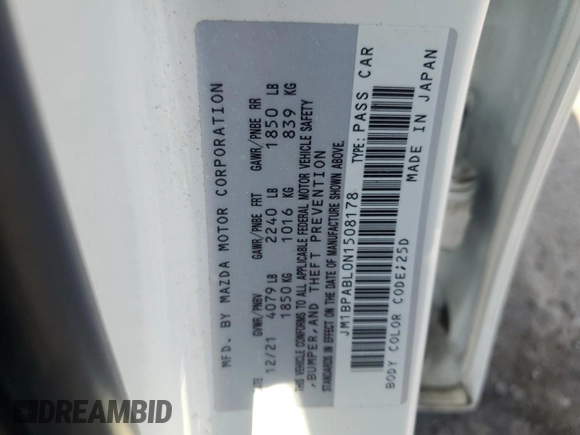 MFD. BY MAZDA MOTOR CORPORATION
GVWR/PNBV GAWR/PNBE FRT GAWR/PNBE RR
12/21 4079 LB 2240 LB 1850 LB
1850 KG 1016 KG 839 KG
THIS VEHICLE CONFORMS TO ALL APPLICABLE FEDERAL MOTOR VEHICLE SAFETY
,BUMPER,AND THEFT PREVENTION
STANDARDS IN EFFECT ON THE DATE OF MANUFACTURE SHOWN ABOVE.
JM1BPABL0N1508178 TYPE: PASS CAR
BODY COLOR CODE;25D MADE IN JAPAN
DREAMBID